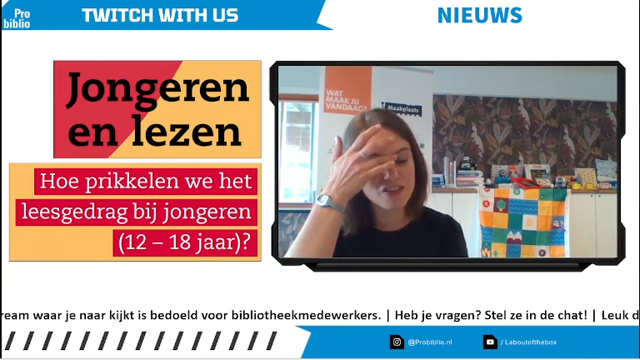 Pro
biblio
TWITCH WITH US
NIEUWS
Jongeren
en lezen
Hoe prikkelen we het
leesgedrag bij jongeren
(12 – 18 jaar)?
WAT
MAAK JIJ
VANDAAG?
Maakplaats
ream waar je naar kijkt is bedoeld voor bibliotheekmedewerkers. | Heb je vragen? Stel ze in de chat! | Leuk d
@Probiblio.nl
/Laboutofthebox